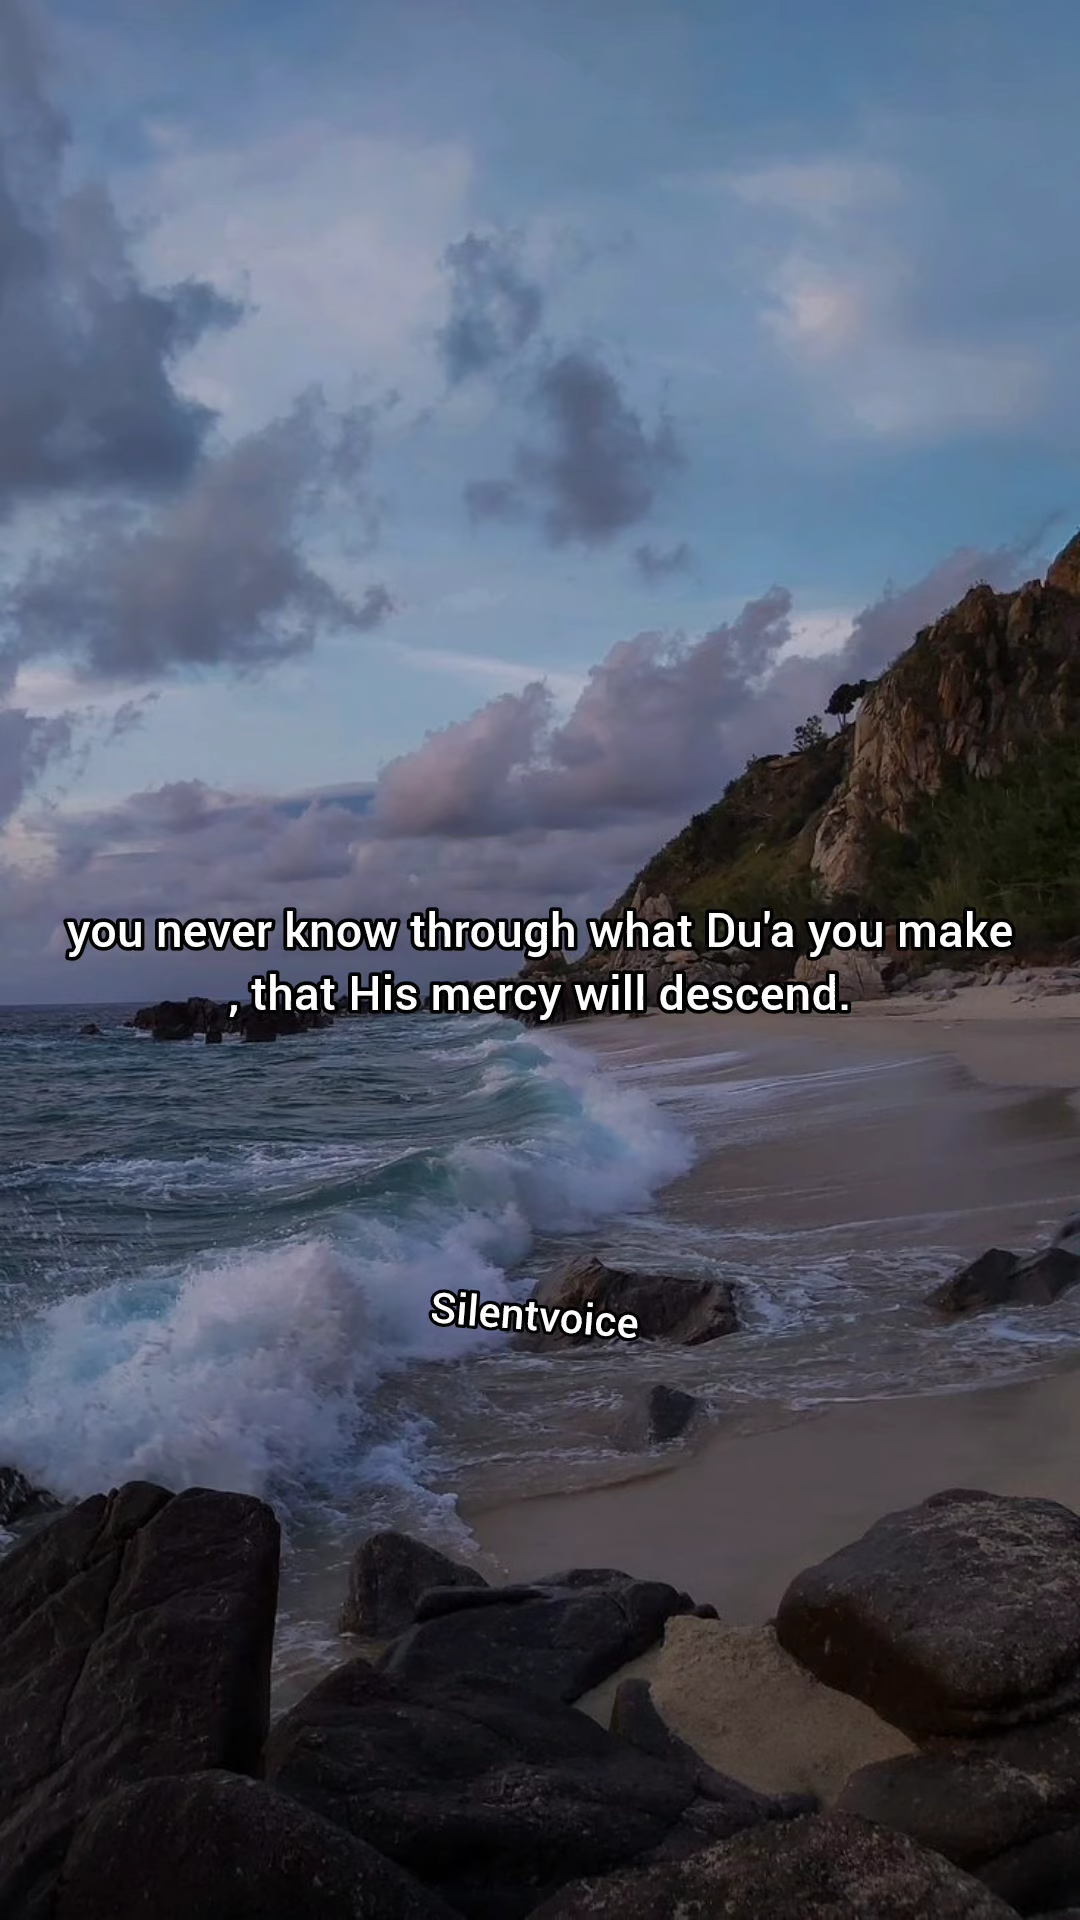 you never know through what Du'a you make
, that His mercy will descend.
Silentvoice